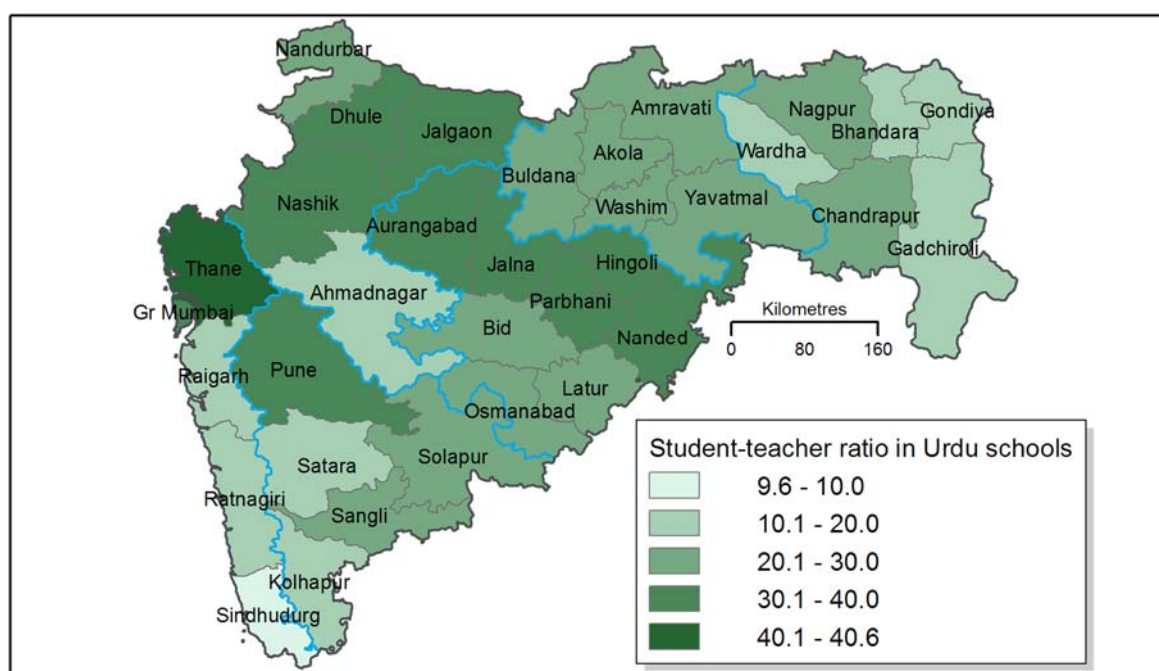 Nandurbar
Dhule
Jalgaon
Amravati
Nagpur
Gondiya
Bhandara
Buldana
Akola
Wardha
Nashik
Washim
Yavatmal
Aurangabad
Chandrapur
Gadchiroli
Thane
Jalna
Hingoli
Ahmadnagar
Parbhani
Gr Mumbai
Bid
Nanded
Kilometres
0 80 160
Raigarh
Pune
Latur
Osmanabad
Satara
Solapur
Ratnagiri
Sangli
Kolhapur
Sindhudurg
Student-teacher ratio in Urdu schools
9.6 - 10.0
10.1 - 20.0
20.1 - 30.0
30.1 - 40.0
40.1 - 40.6